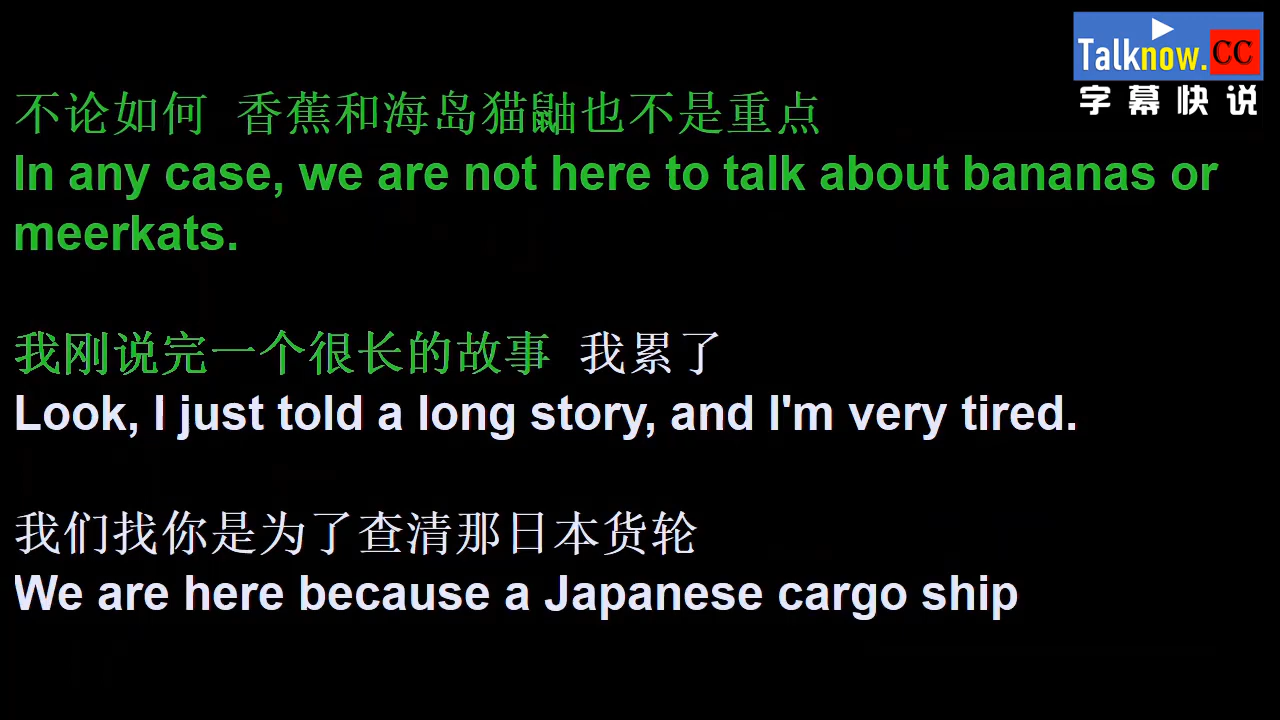 Talknow.CC
字幕快说
不论如何 香蕉和海岛猫鼬也不是重点
In any case, we are not here to talk about bananas or
meerkats.
我刚说完一个很长的故事 我累了
Look, I just told a long story, and I'm very tired.
我们找你是为了查清那日本货轮
We are here because a Japanese cargo ship